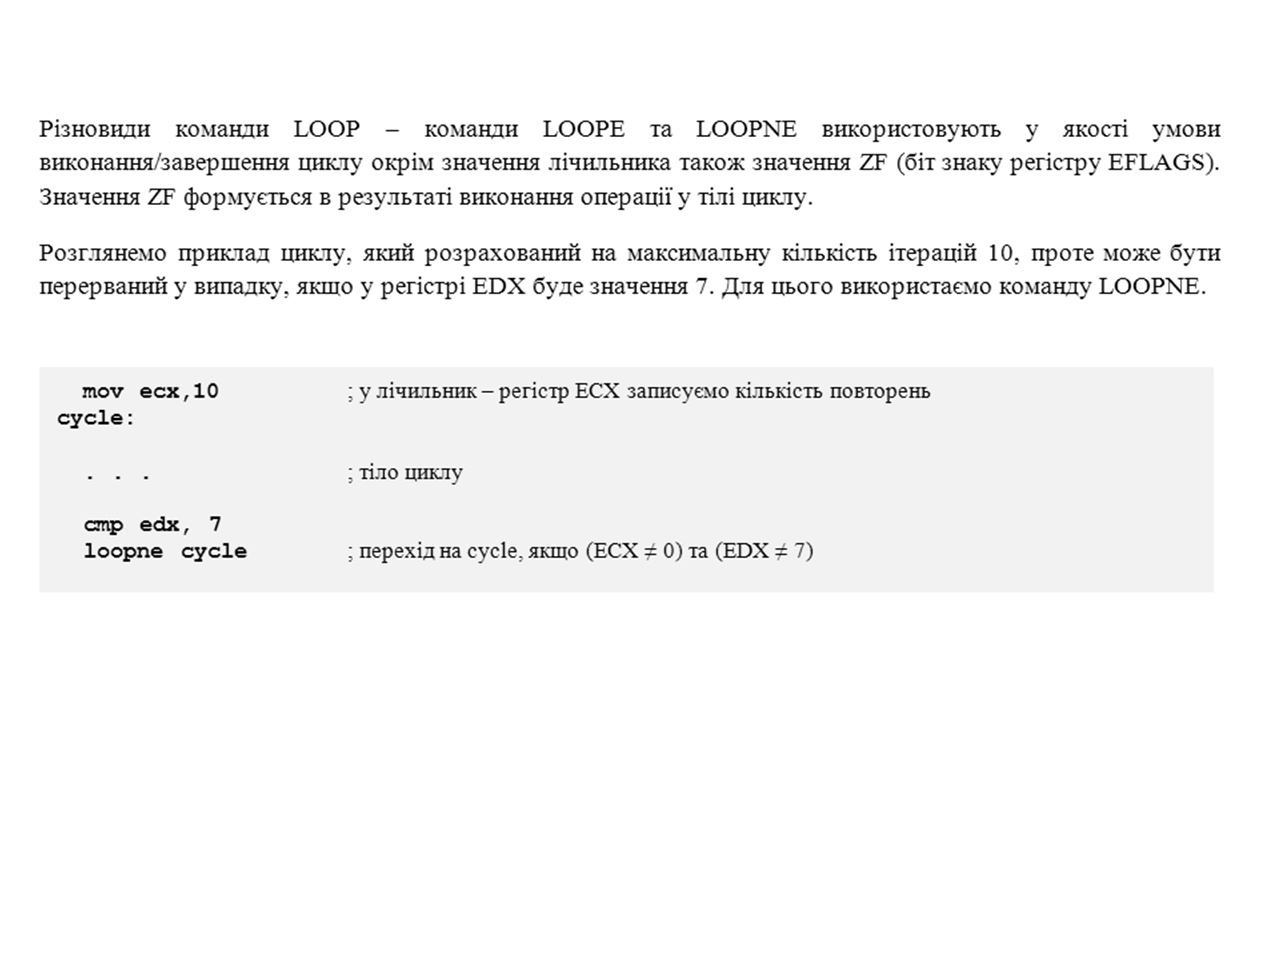 Різновиди команди LOOP – команди LOOPE та LOOPNE використовують у якості умови
виконання/завершення циклу окрім значення лічильника також значення ZF (біт знаку регістру EFLAGS).
Значення ZF формується в результаті виконання операції у тілі циклу.
Розглянемо приклад циклу, який розрахований на максимальну кількість ітерацій 10, проте може бути
перерваний у випадку, якщо у регістрі EDX буде значення 7. Для цього використаємо команду LOOPNE.
mov ecx,10 ; у лічильник – регістр ECX записуємо кількість повторень
cycle:
. . . ; тіло циклу
cmp edx, 7
loopne cycle ; перехід на cycle, якщо (ECX ≠ 0) та (EDX ≠ 7)